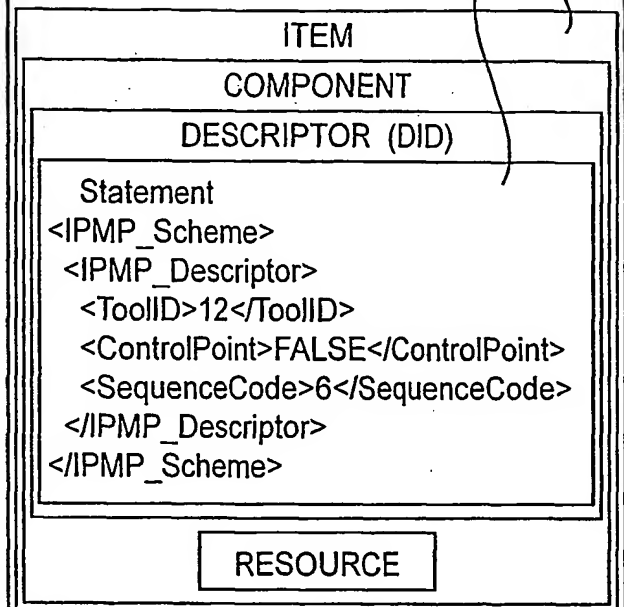 ITEM
COMPONENT
DESCRIPTOR (DID)
Statement
<IPMP_Scheme>
<IPMP_Descriptor>
<ToolID>12</ToolID>
<ControlPoint>FALSE</ControlPoint>
<SequenceCode>6</SequenceCode>
</IPMP_Descriptor>
</IPMP_Scheme>
RESOURCE